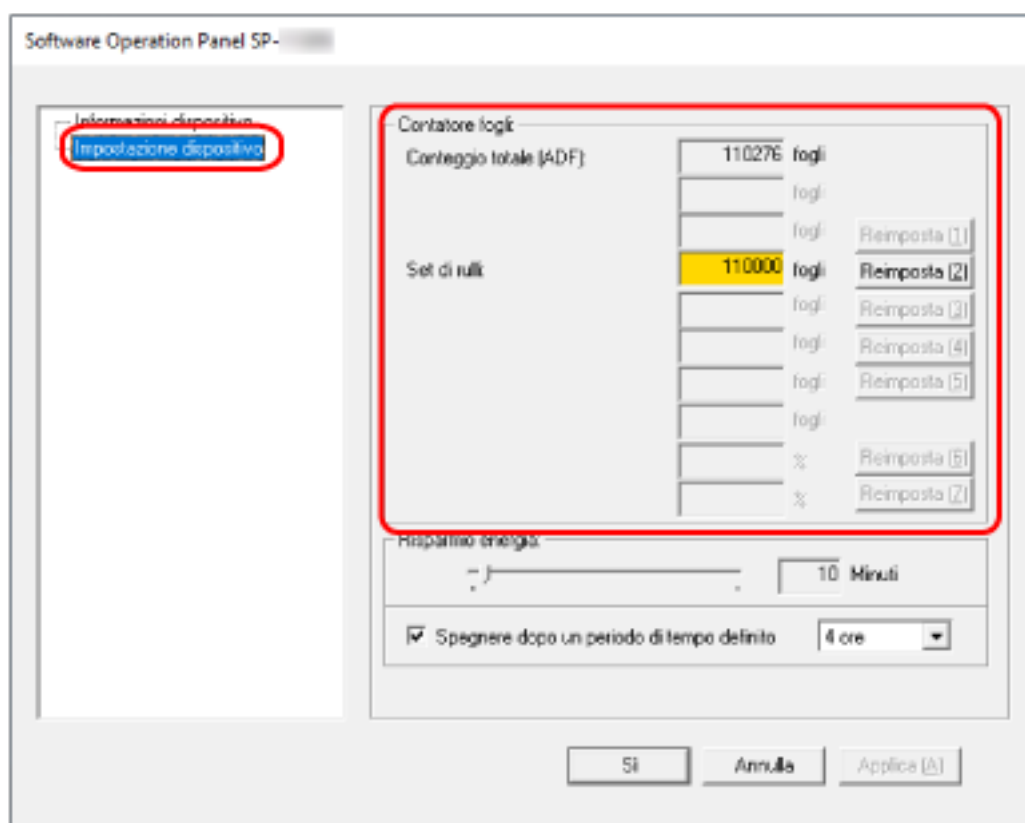 Software Operation Panel SP-
Informazioni dispositivo
Impostazione dispositivo
Contatore fogli:
Conteggio totale (ADF): 110276 fogli
fogli
fogli Reimposta (1)
Set di rulli: 110000 fogli Reimposta (2)
fogli Reimposta (3)
fogli Reimposta (4)
fogli Reimposta (5)
fogli
% Reimposta (6)
% Reimposta (7)
Risparmio energia:
10 Minuti
Spegnere dopo un periodo di tempo definito 4 ore
Sì Annulla Applica (A)